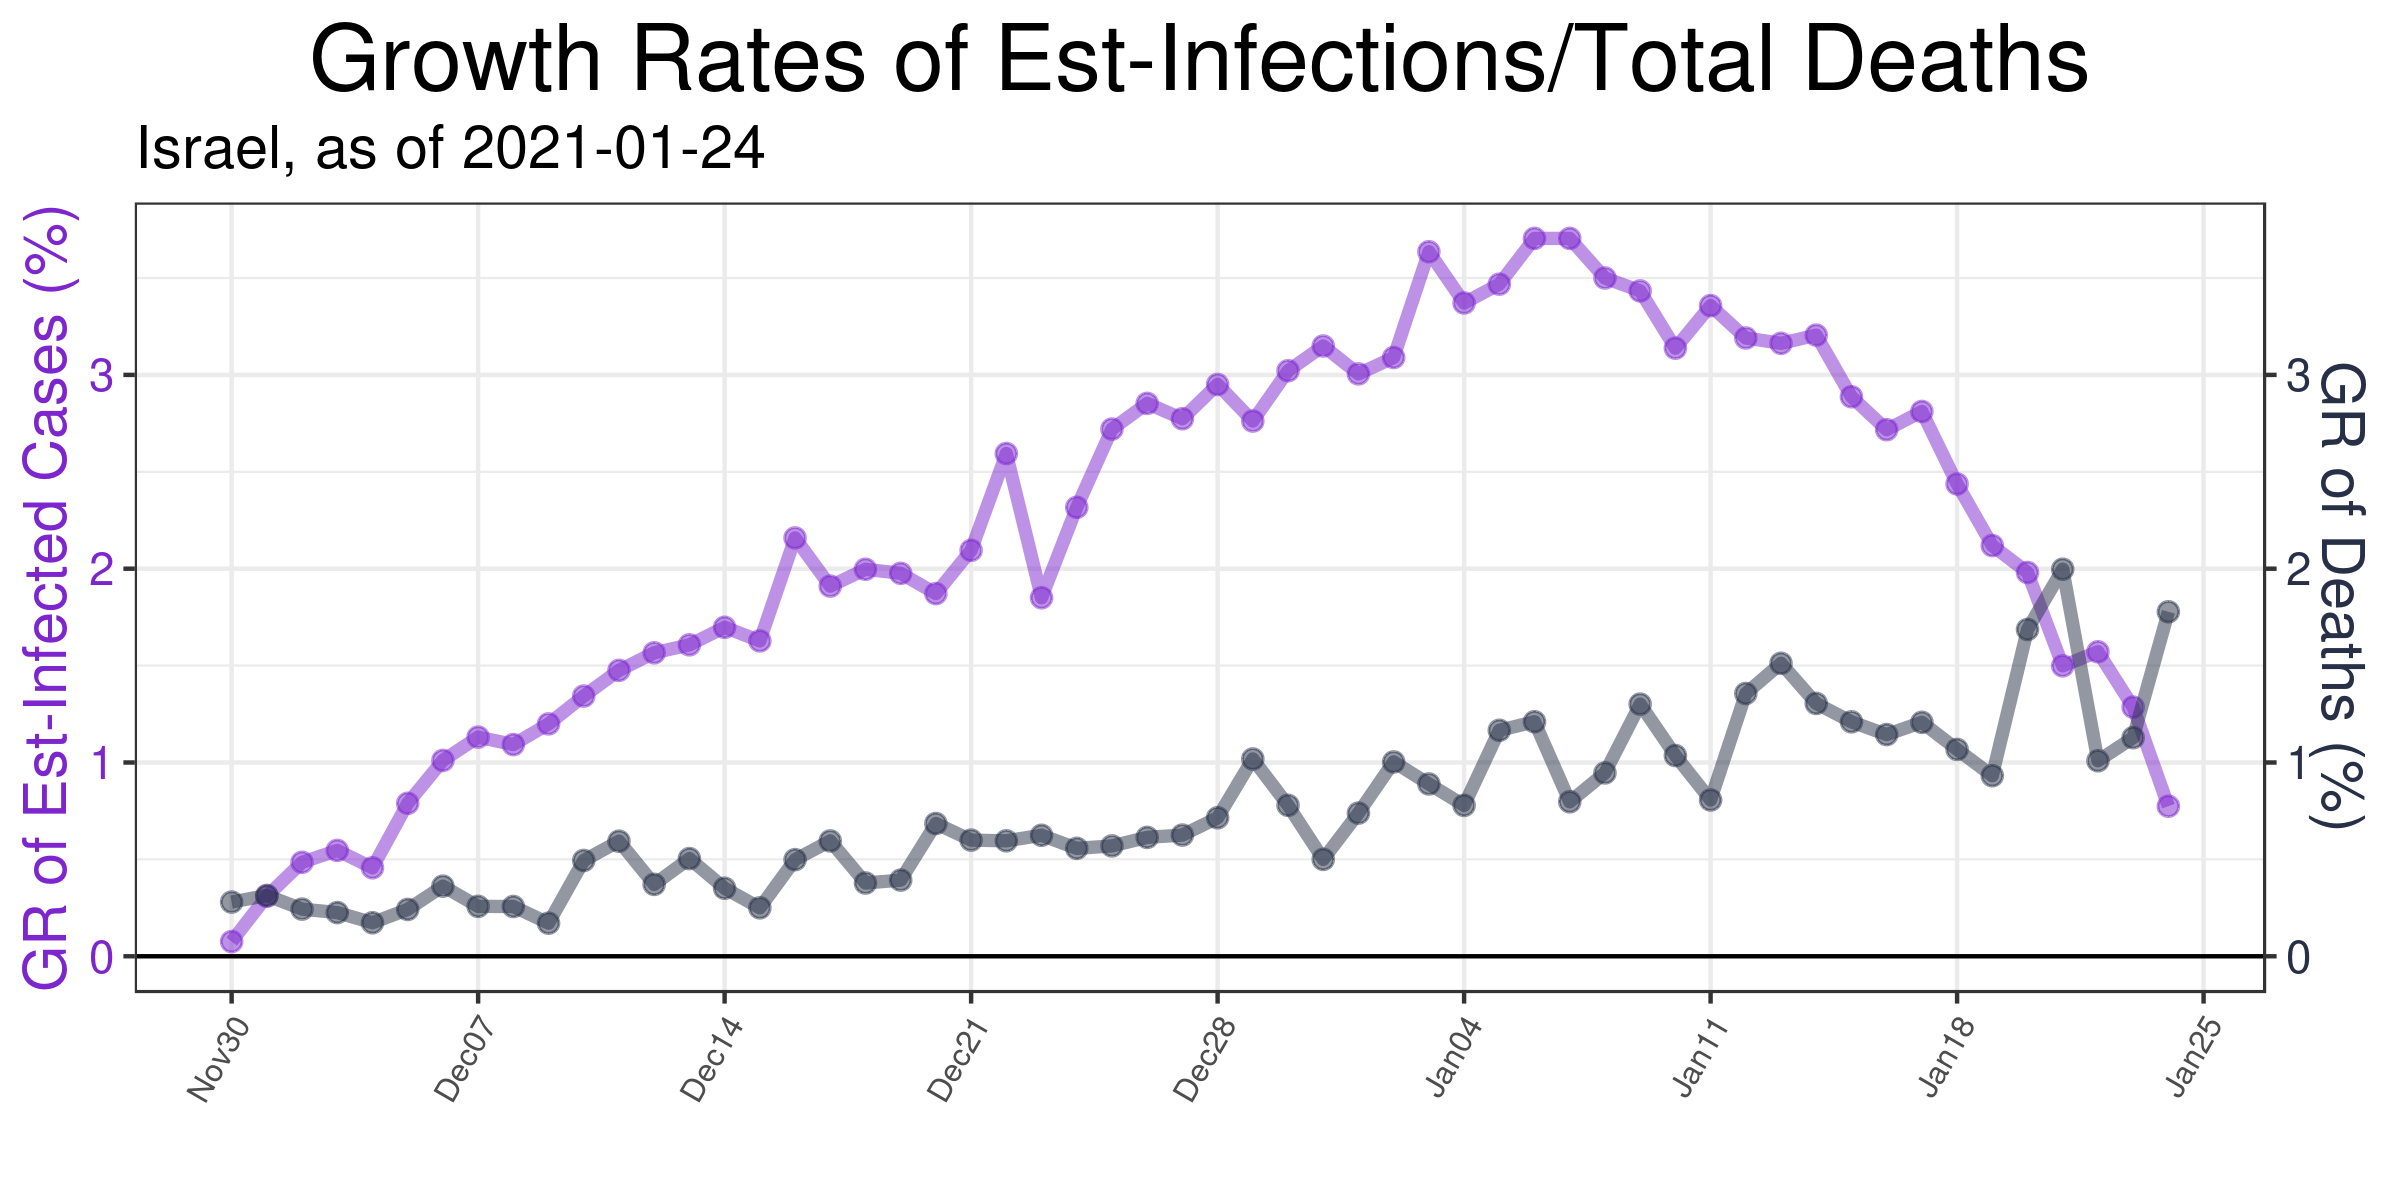 Growth Rates of Est-Infections/Total Deaths
Israel, as of 2021-01-24
GR of Est-Infected Cases (%)
3
2
1
0
3
2
1
0
GR of Deaths (%)
Nov30
Dec07
Dec14
Dec21
Dec28
Jan04
Jan11
Jan18
Jan25